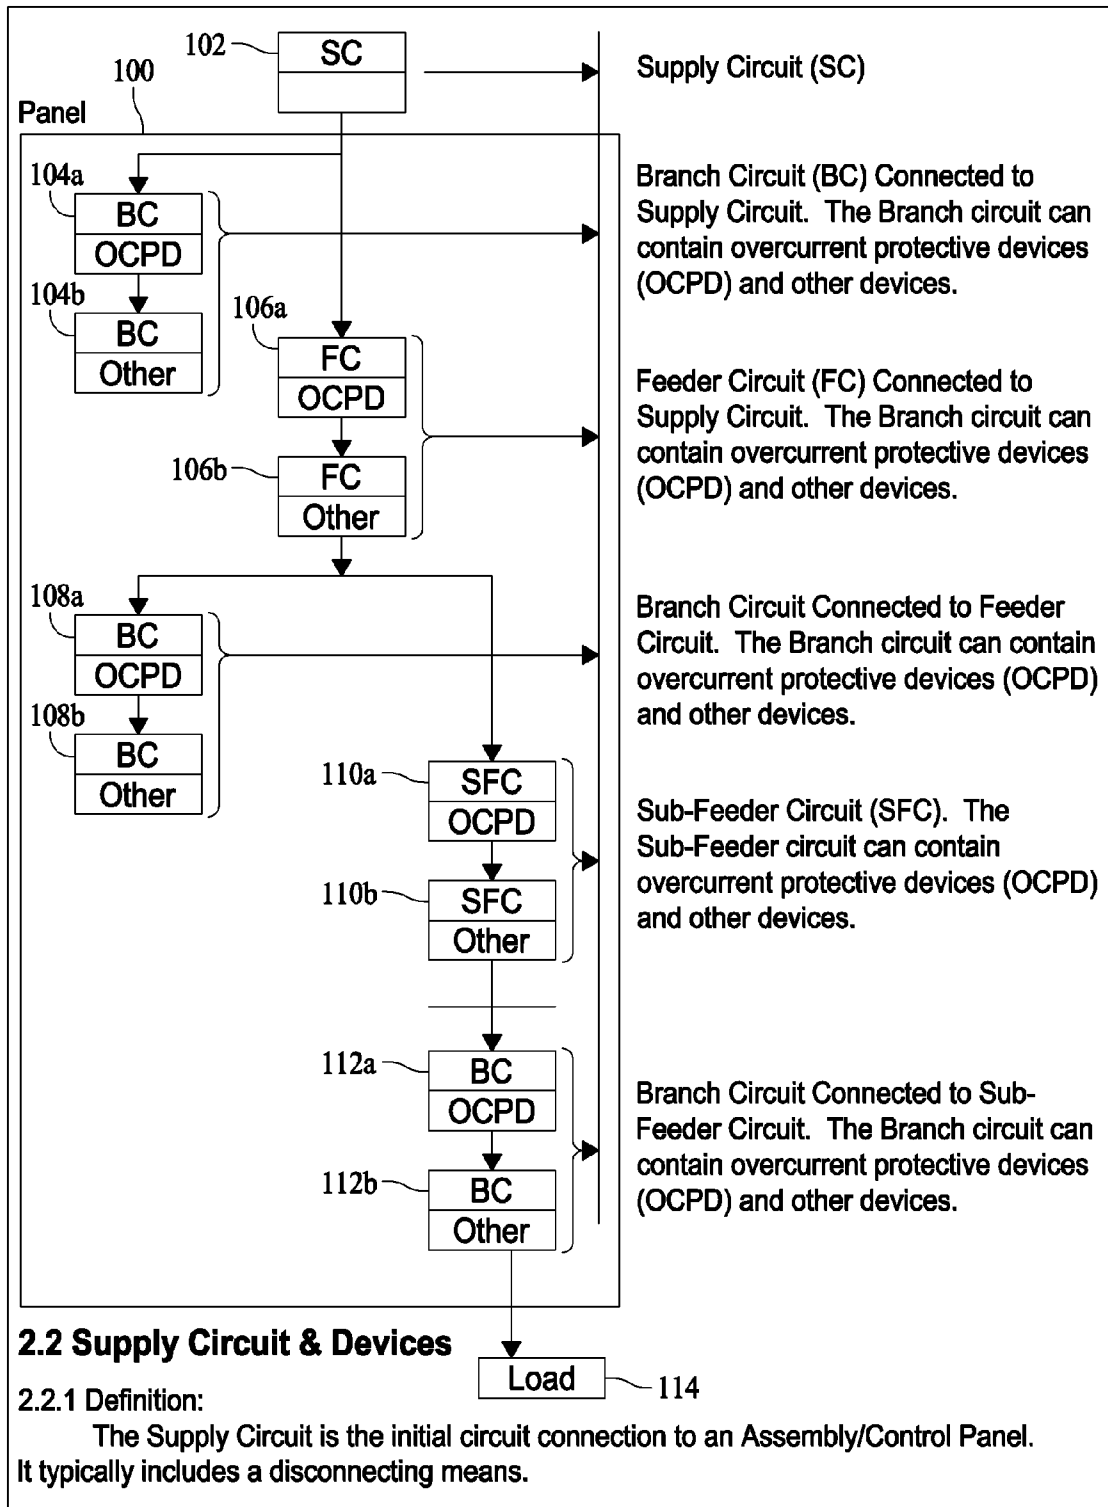 102
SC
Supply Circuit (SC)
100
Panel
104a
BC
OCPD
Branch Circuit (BC) Connected to
Supply Circuit. The Branch circuit can
contain overcurrent protective devices
(OCPD) and other devices.
104b
BC
Other
106a
FC
OCPD
Feeder Circuit (FC) Connected to
Supply Circuit. The Branch circuit can
contain overcurrent protective devices
(OCPD) and other devices.
106b
FC
Other
108a
BC
OCPD
Branch Circuit Connected to Feeder
Circuit. The Branch circuit can contain
overcurrent protective devices (OCPD)
and other devices.
108b
BC
Other
110a
SFC
OCPD
Sub-Feeder Circuit (SFC). The
Sub-Feeder circuit can contain
overcurrent protective devices (OCPD)
and other devices.
110b
SFC
Other
112a
BC
OCPD
Branch Circuit Connected to Sub-
Feeder Circuit. The Branch circuit can
contain overcurrent protective devices
(OCPD) and other devices.
112b
BC
Other
2.2 Supply Circuit & Devices
Load
114
2.2.1 Definition:
The Supply Circuit is the initial circuit connection to an Assembly/Control Panel.
It typically includes a disconnecting means.